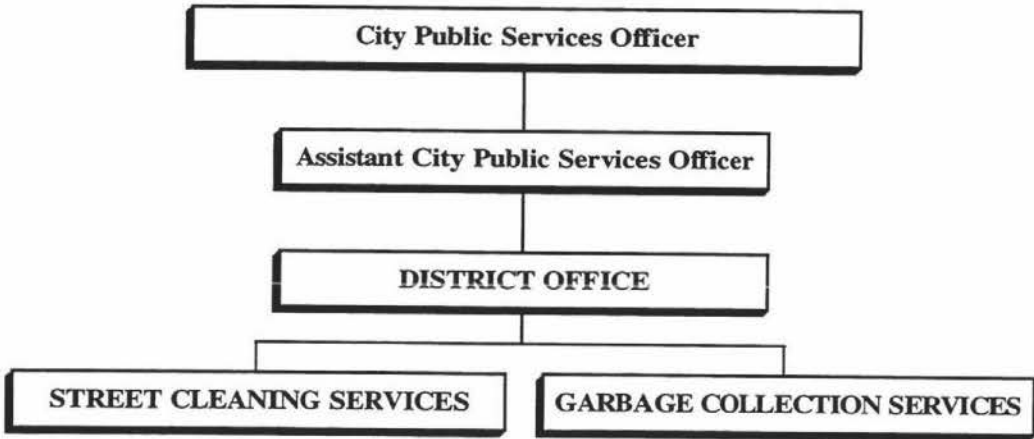 City Public Services Officer
Assistant City Public Services Officer
DISTRICT OFFICE
STREET CLEANING SERVICES
GARBAGE COLLECTION SERVICES